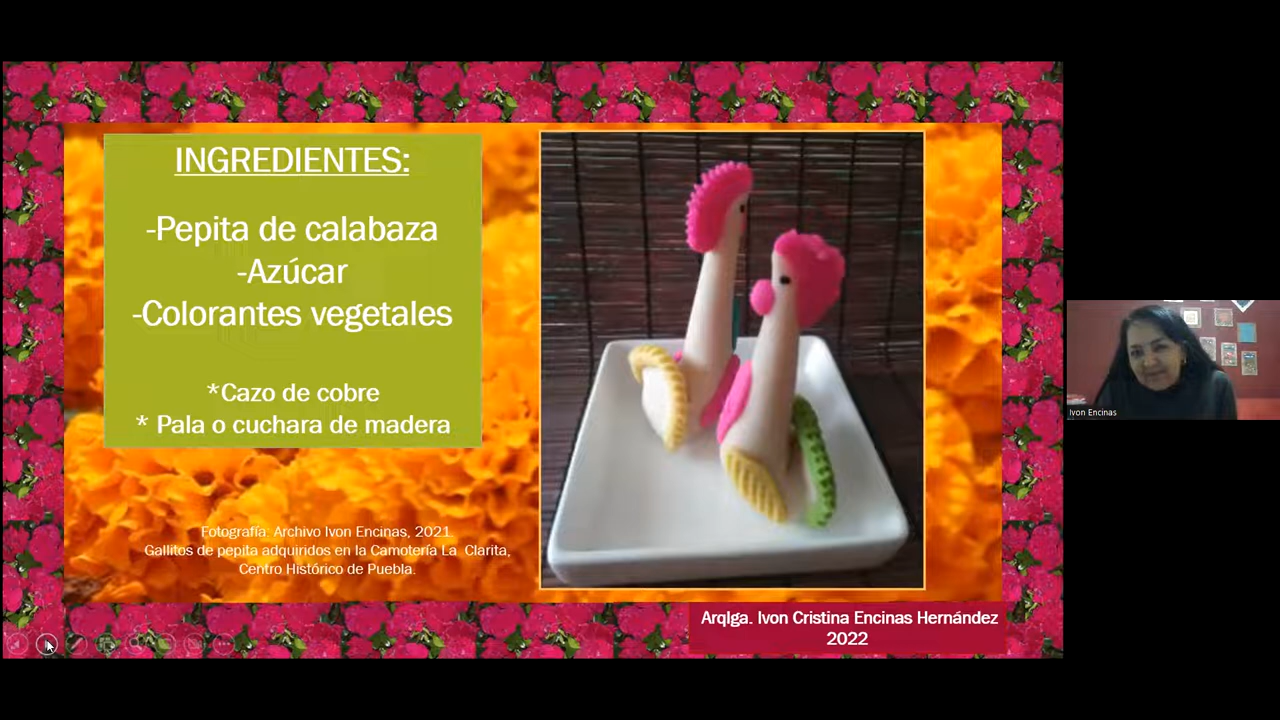 INGREDIENTES:
-Pepita de calabaza
-Azúcar
-Colorantes vegetales
*Cazo de cobre
* Pala o cuchara de madera
Fotografía: Archivo Ivon Encinas, 2021.
Gallitos de pepita adquiridos en la Camotería La Clarita,
Centro Histórico de Puebla.
Arqlga. Ivon Cristina Encinas Hernández
2022
Ivon Encinas